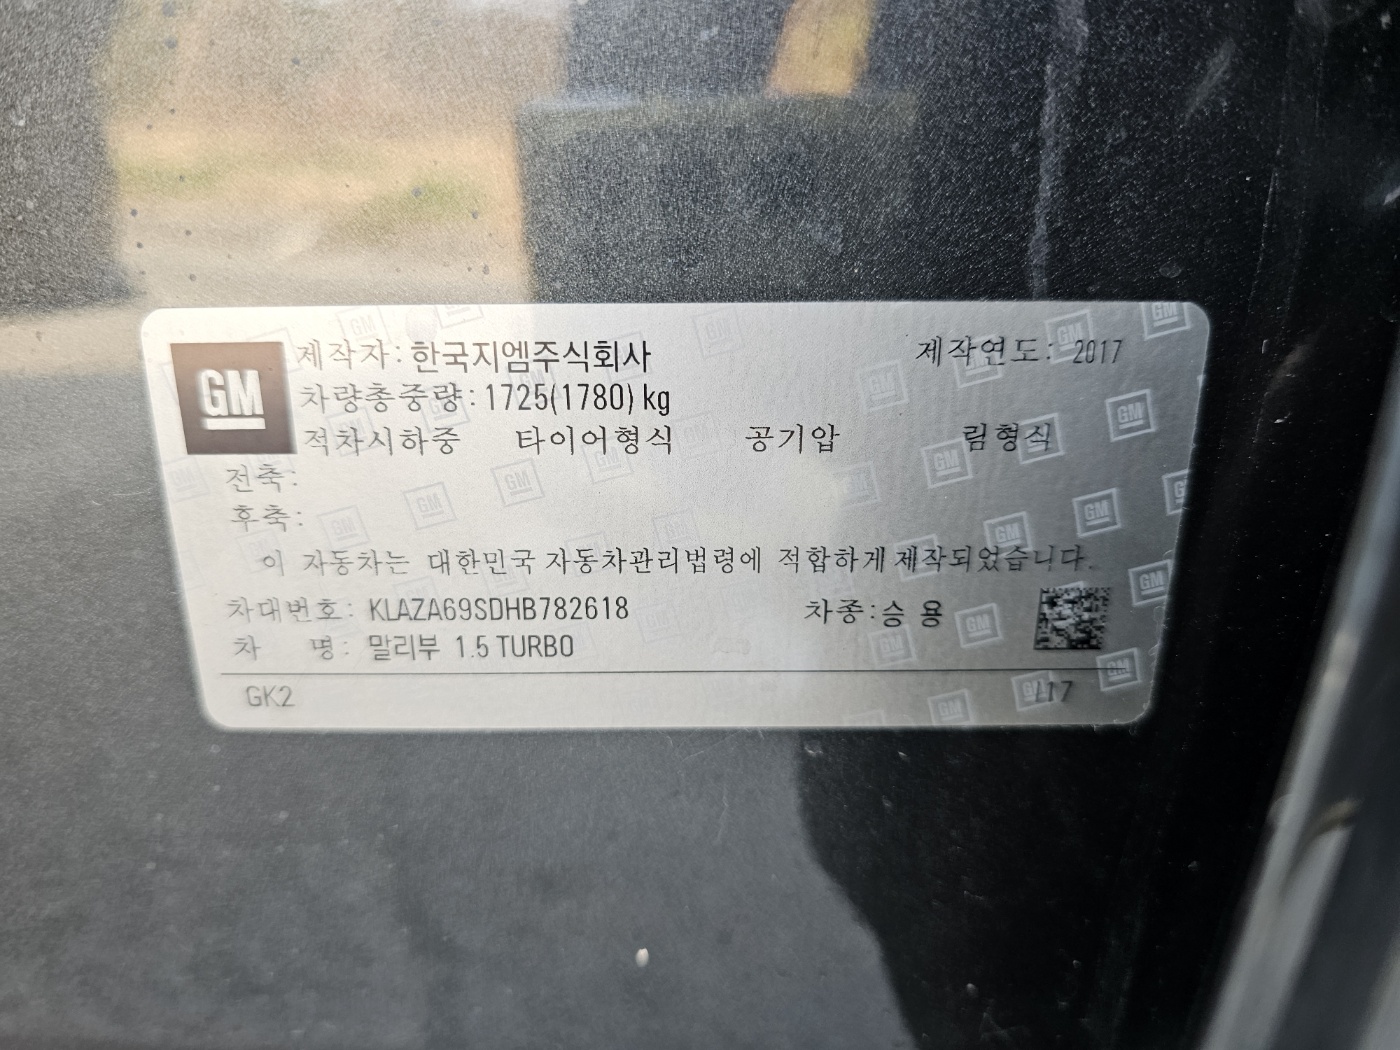 GM 제작자: 한국지엠주식회사 제작연도: 2017
차량총중량: 1725(1780) kg
적차시하중 타이어형식 공기압 림형식
전축:
후축:
이 자동차는 대한민국 자동차관리법령에 적합하게 제작되었습니다.
차대번호: KLAZA69SDHB782618 차종:승 용
차 명: 말리부 1.5 TURBO
GK2 /17